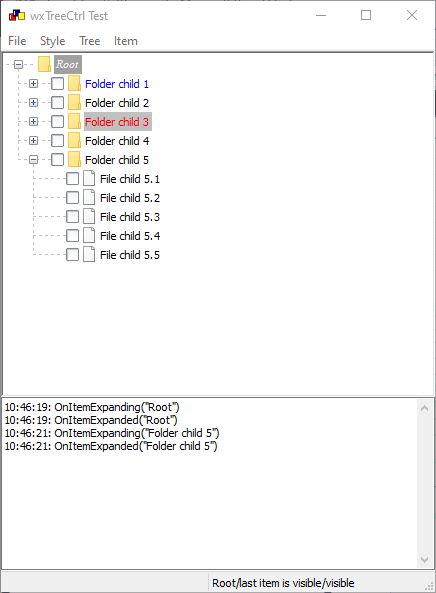 wxTreeCtrl Test
File Style Tree Item
Root
Folder child 1
Folder child 2
Folder child 3
Folder child 4
Folder child 5
File child 5.1
File child 5.2
File child 5.3
File child 5.4
File child 5.5
10:46:19: OnItemExpanding("Root")
10:46:19: OnItemExpanded("Root")
10:46:21: OnItemExpanding("Folder child 5")
10:46:21: OnItemExpanded("Folder child 5")
Root/last item is visible/visible